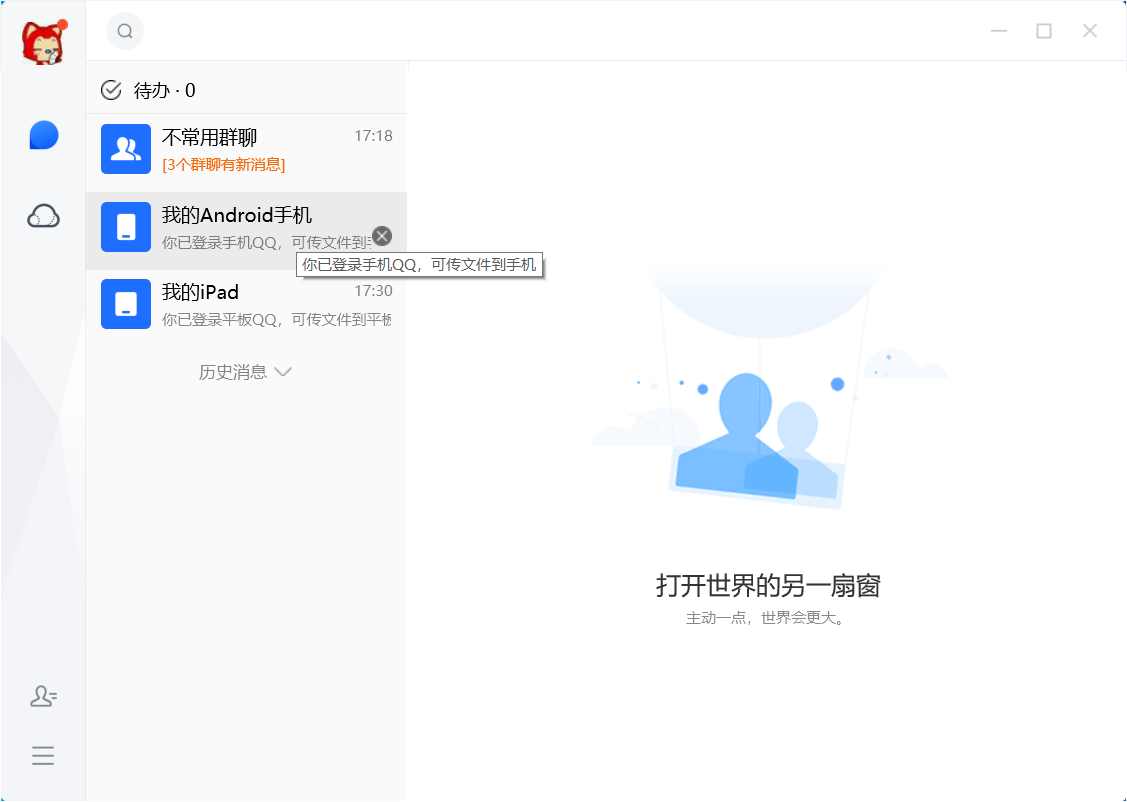 待办 · 0
不常用群聊 17:18
[3个群聊有新消息]
我的Android手机
你已登录手机QQ，可传文件到
你已登录手机QQ，可传文件到手机
我的iPad 17:30
你已登录平板QQ，可传文件到平板
历史消息
打开世界的另一扇窗
主动一点，世界会更大。